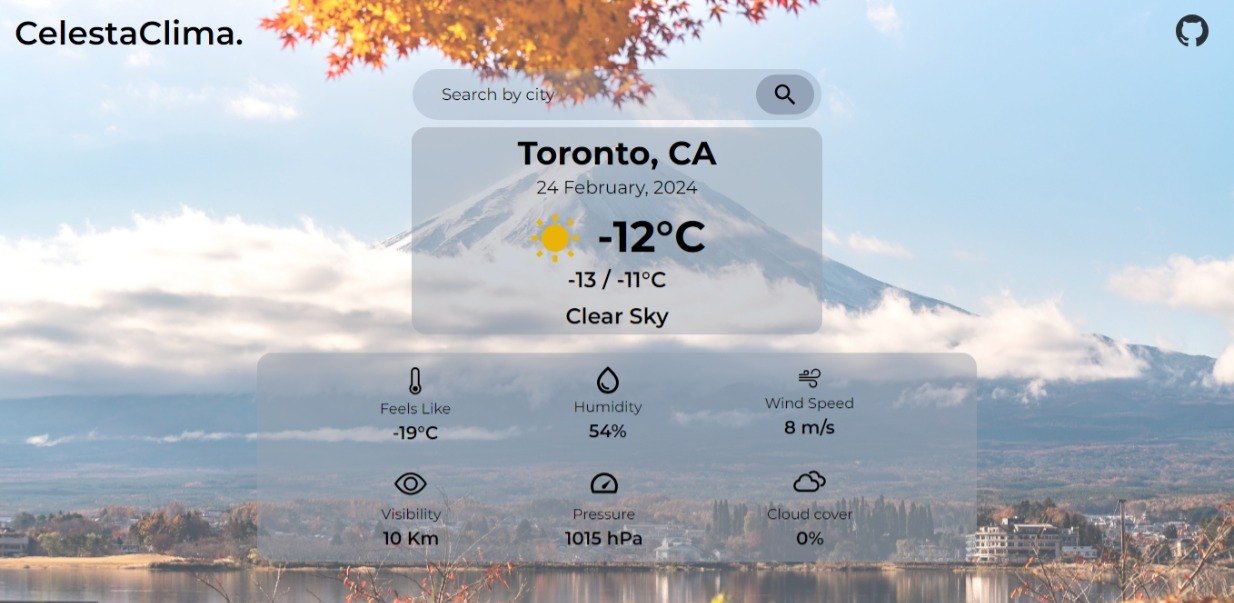 CelestaClima.
Search by city
Toronto, CA
24 February, 2024
-12°C
-13 / -11°C
Clear Sky
Feels Like
-19°C
Humidity
54%
Wind Speed
8 m/s
Visibility
10 Km
Pressure
1015 hPa
Cloud cover
0%